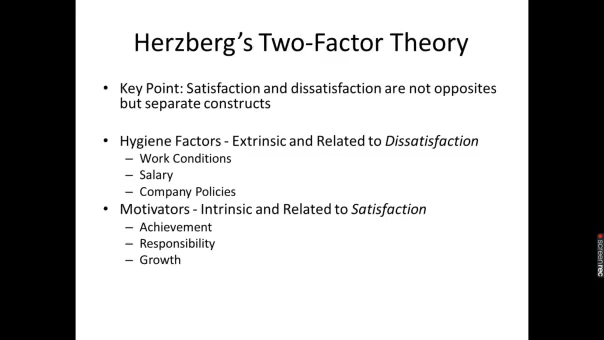 Herzberg's Two-Factor Theory
• Key Point: Satisfaction and dissatisfaction are not opposites
but separate constructs
• Hygiene Factors - Extrinsic and Related to Dissatisfaction
– Work Conditions
– Salary
– Company Policies
• Motivators - Intrinsic and Related to Satisfaction
– Achievement
– Responsibility
– Growth
screenrec